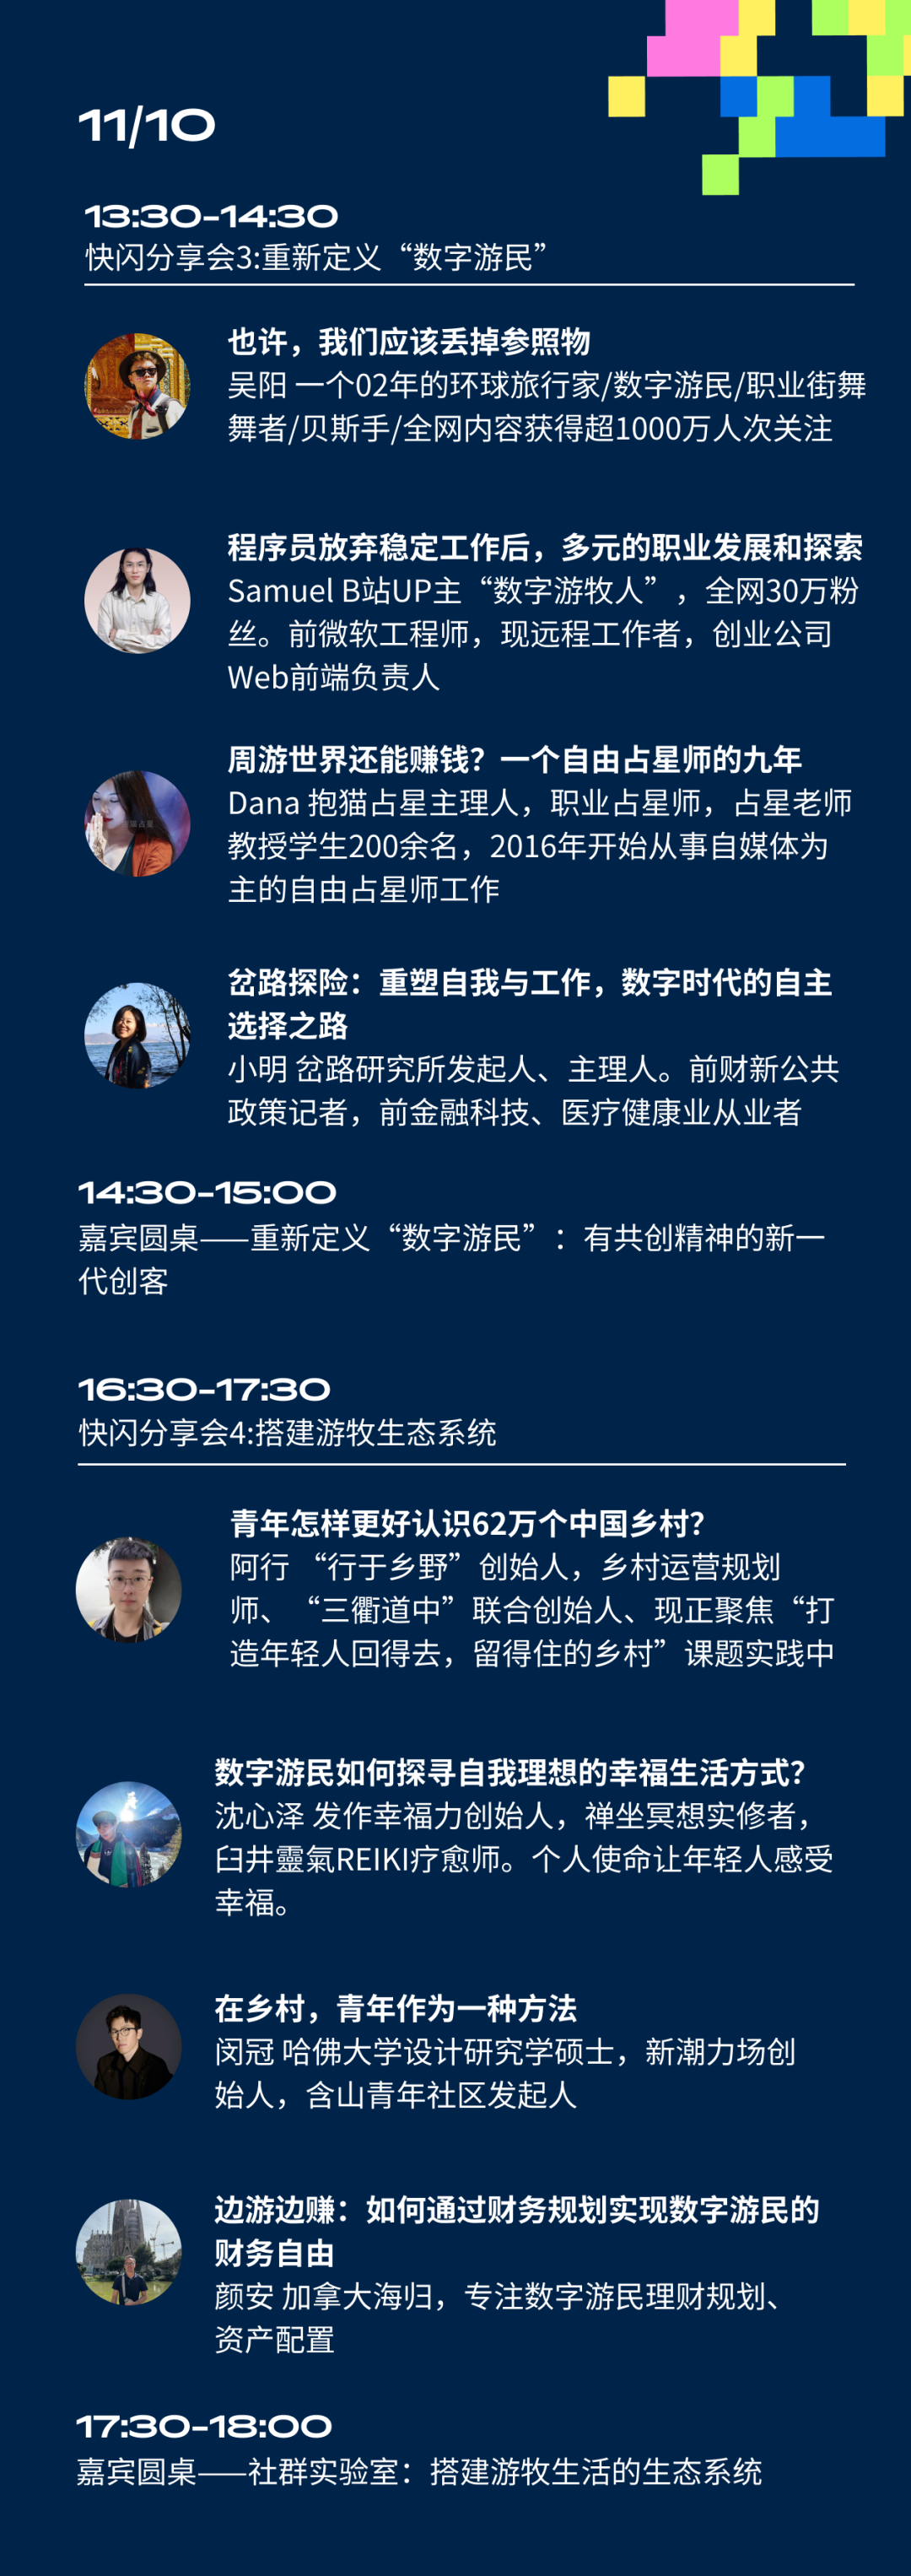 11/10
13:30-14:30
快闪分享会3:重新定义“数字游民”
也许，我们应该丢掉参照物
吴阳 一个02年的环球旅行家/数字游民/职业街舞
舞者/贝斯手/全网内容获得超1000万人次关注
程序员放弃稳定工作后，多元的职业发展和探索
Samuel B站UP主“数字游牧人”，全网30万粉
丝。前微软工程师，现远程工作者，创业公司
Web前端负责人
周游世界还能赚钱？一个自由占星师的九年
Dana 抱猫占星主理人，职业占星师，占星老师
教授学生200余名，2016年开始从事自媒体为
主的自由占星师工作
岔路探险：重塑自我与工作，数字时代的自主
选择之路
小明 岔路研究所发起人、主理人。前财新公共
政策记者，前金融科技、医疗健康业从业者
14:30-15:00
嘉宾圆桌——重新定义“数字游民”：有共创精神的新一
代创客
16:30-17:30
快闪分享会4:搭建游牧生态系统
青年怎样更好认识62万个中国乡村？
阿行 “行于乡野”创始人，乡村运营规划
师、“三衢道中”联合创始人、现正聚焦“打
造年轻人回得去，留得住的乡村”课题实践中
数字游民如何探寻自我理想的幸福生活方式？
沈心泽 发作幸福力创始人，禅坐冥想实修者，
臼井靈氣REIKI疗愈师。个人使命让年轻人感受
幸福。
在乡村，青年作为一种方法
闵冠 哈佛大学设计研究学硕士，新潮力场创
始人，含山青年社区发起人
边游边赚：如何通过财务规划实现数字游民的
财务自由
颜安 加拿大海归，专注数字游民理财规划、
资产配置
17:30-18:00
嘉宾圆桌——社群实验室：搭建游牧生活的生态系统